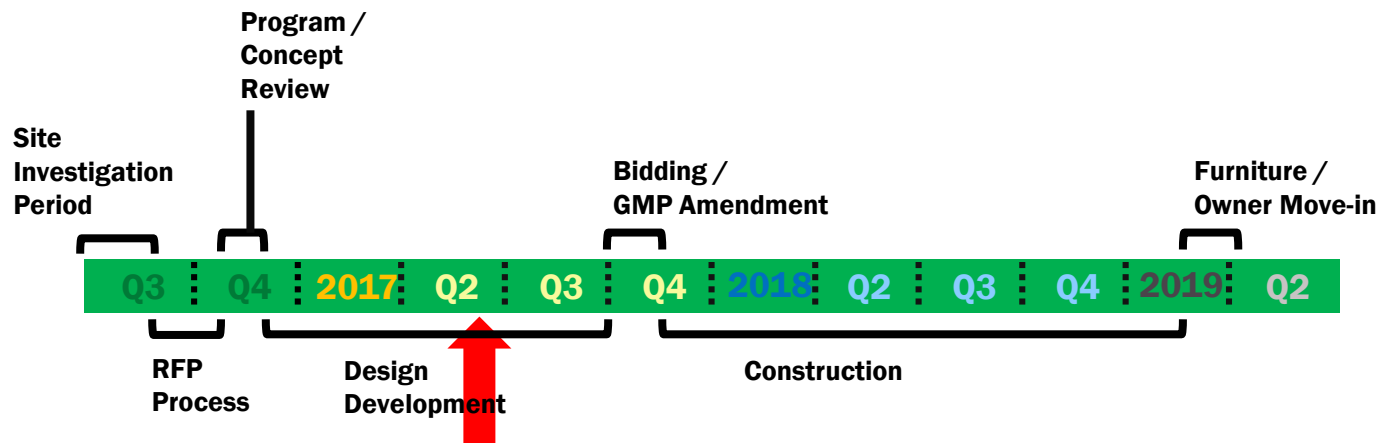 Program /
Concept
Review
Site
Investigation
Period
Bidding /
GMP Amendment
Furniture /
Owner Move-in
Q3 Q4 2017 Q2 Q3 Q4 2018 Q2 Q3 Q4 2019 Q2
RFP
Process
Design
Development
Construction